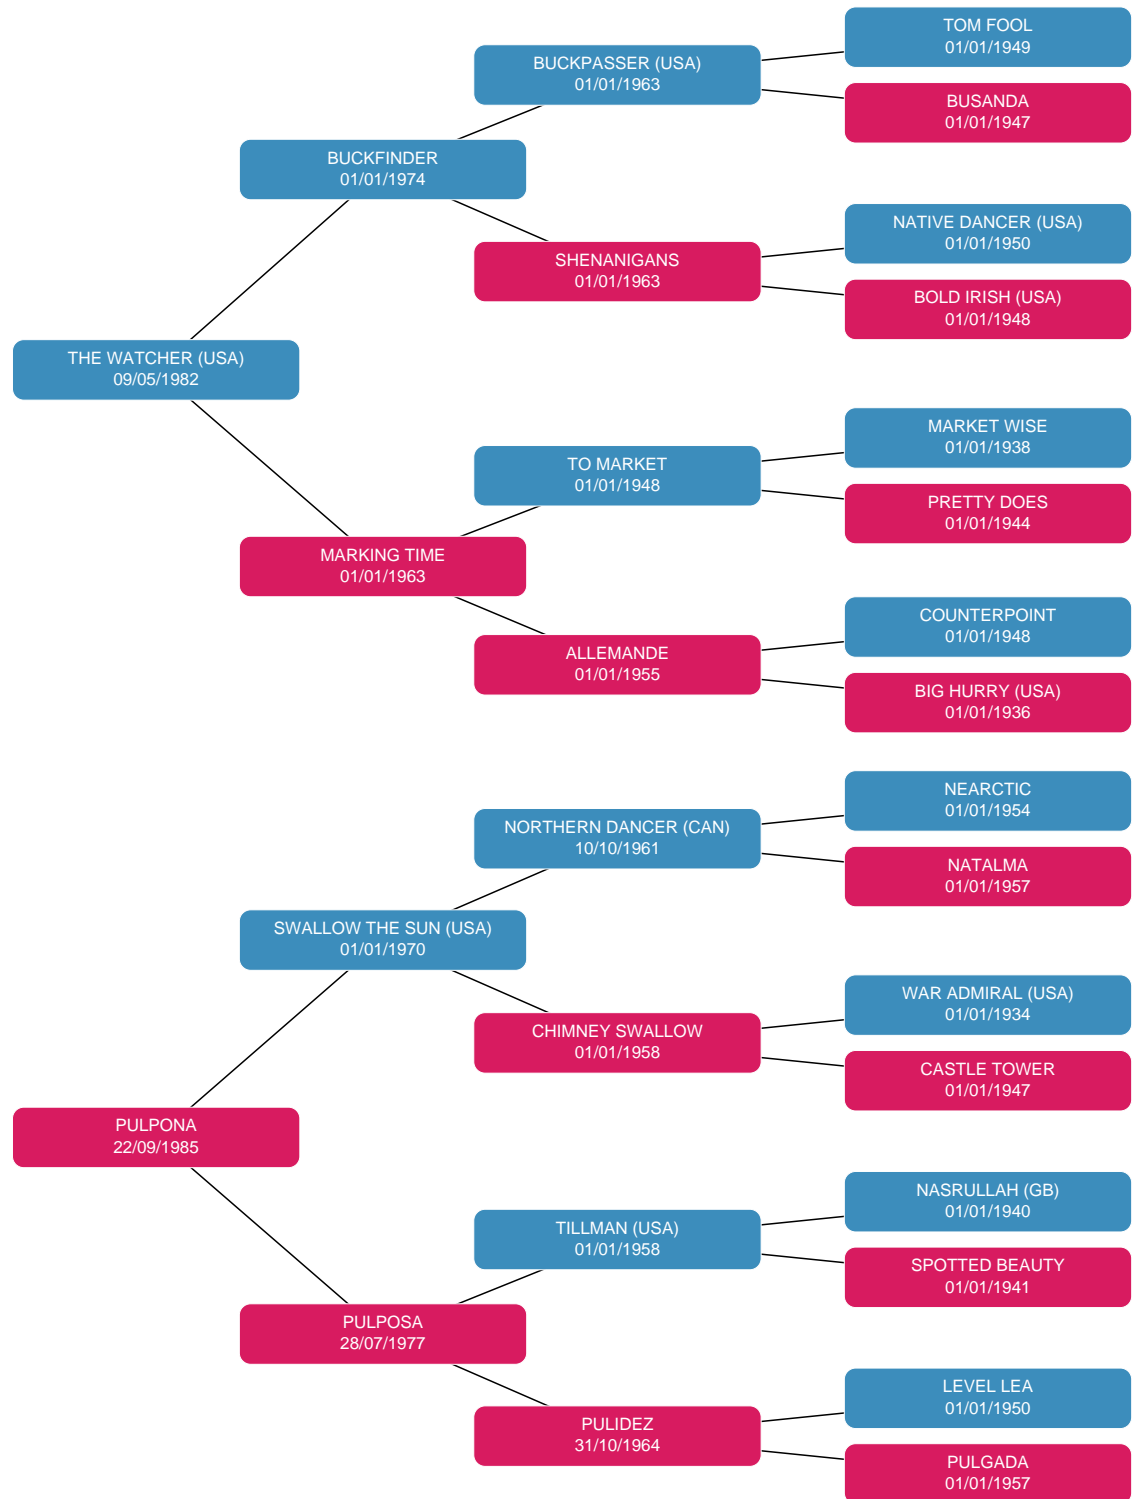 TOM FOOL
01/01/1949
BUCKPASSER (USA)
01/01/1963
BUSANDA
01/01/1947
BUCKFINDER
01/01/1974
NATIVE DANCER (USA)
01/01/1950
SHENANIGANS
01/01/1963
BOLD IRISH (USA)
01/01/1948
THE WATCHER (USA)
09/05/1982
MARKET WISE
01/01/1938
TO MARKET
01/01/1948
PRETTY DOES
01/01/1944
MARKING TIME
01/01/1963
COUNTERPOINT
01/01/1948
ALLEMANDE
01/01/1955
BIG HURRY (USA)
01/01/1936
NEARCTIC
01/01/1954
NORTHERN DANCER (CAN)
10/10/1961
NATALMA
01/01/1957
SWALLOW THE SUN (USA)
01/01/1970
WAR ADMIRAL (USA)
01/01/1934
CHIMNEY SWALLOW
01/01/1958
CASTLE TOWER
01/01/1947
PULPONA
22/09/1985
NASRULLAH (GB)
01/01/1940
TILLMAN (USA)
01/01/1958
SPOTTED BEAUTY
01/01/1941
PULPOSA
28/07/1977
LEVEL LEA
01/01/1950
PULIDEZ
31/10/1964
PULGADA
01/01/1957